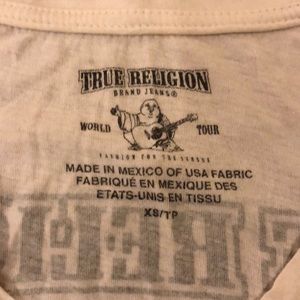 TRUE RELIGION
BRAND JEANS®
WORLD TOUR
FASHION FOR THE SENSES
MADE IN MEXICO OF USA FABRIC
FABRIQUÉ EN MEXIQUE DES
ETATS-UNIS EN TISSU
XS/TP